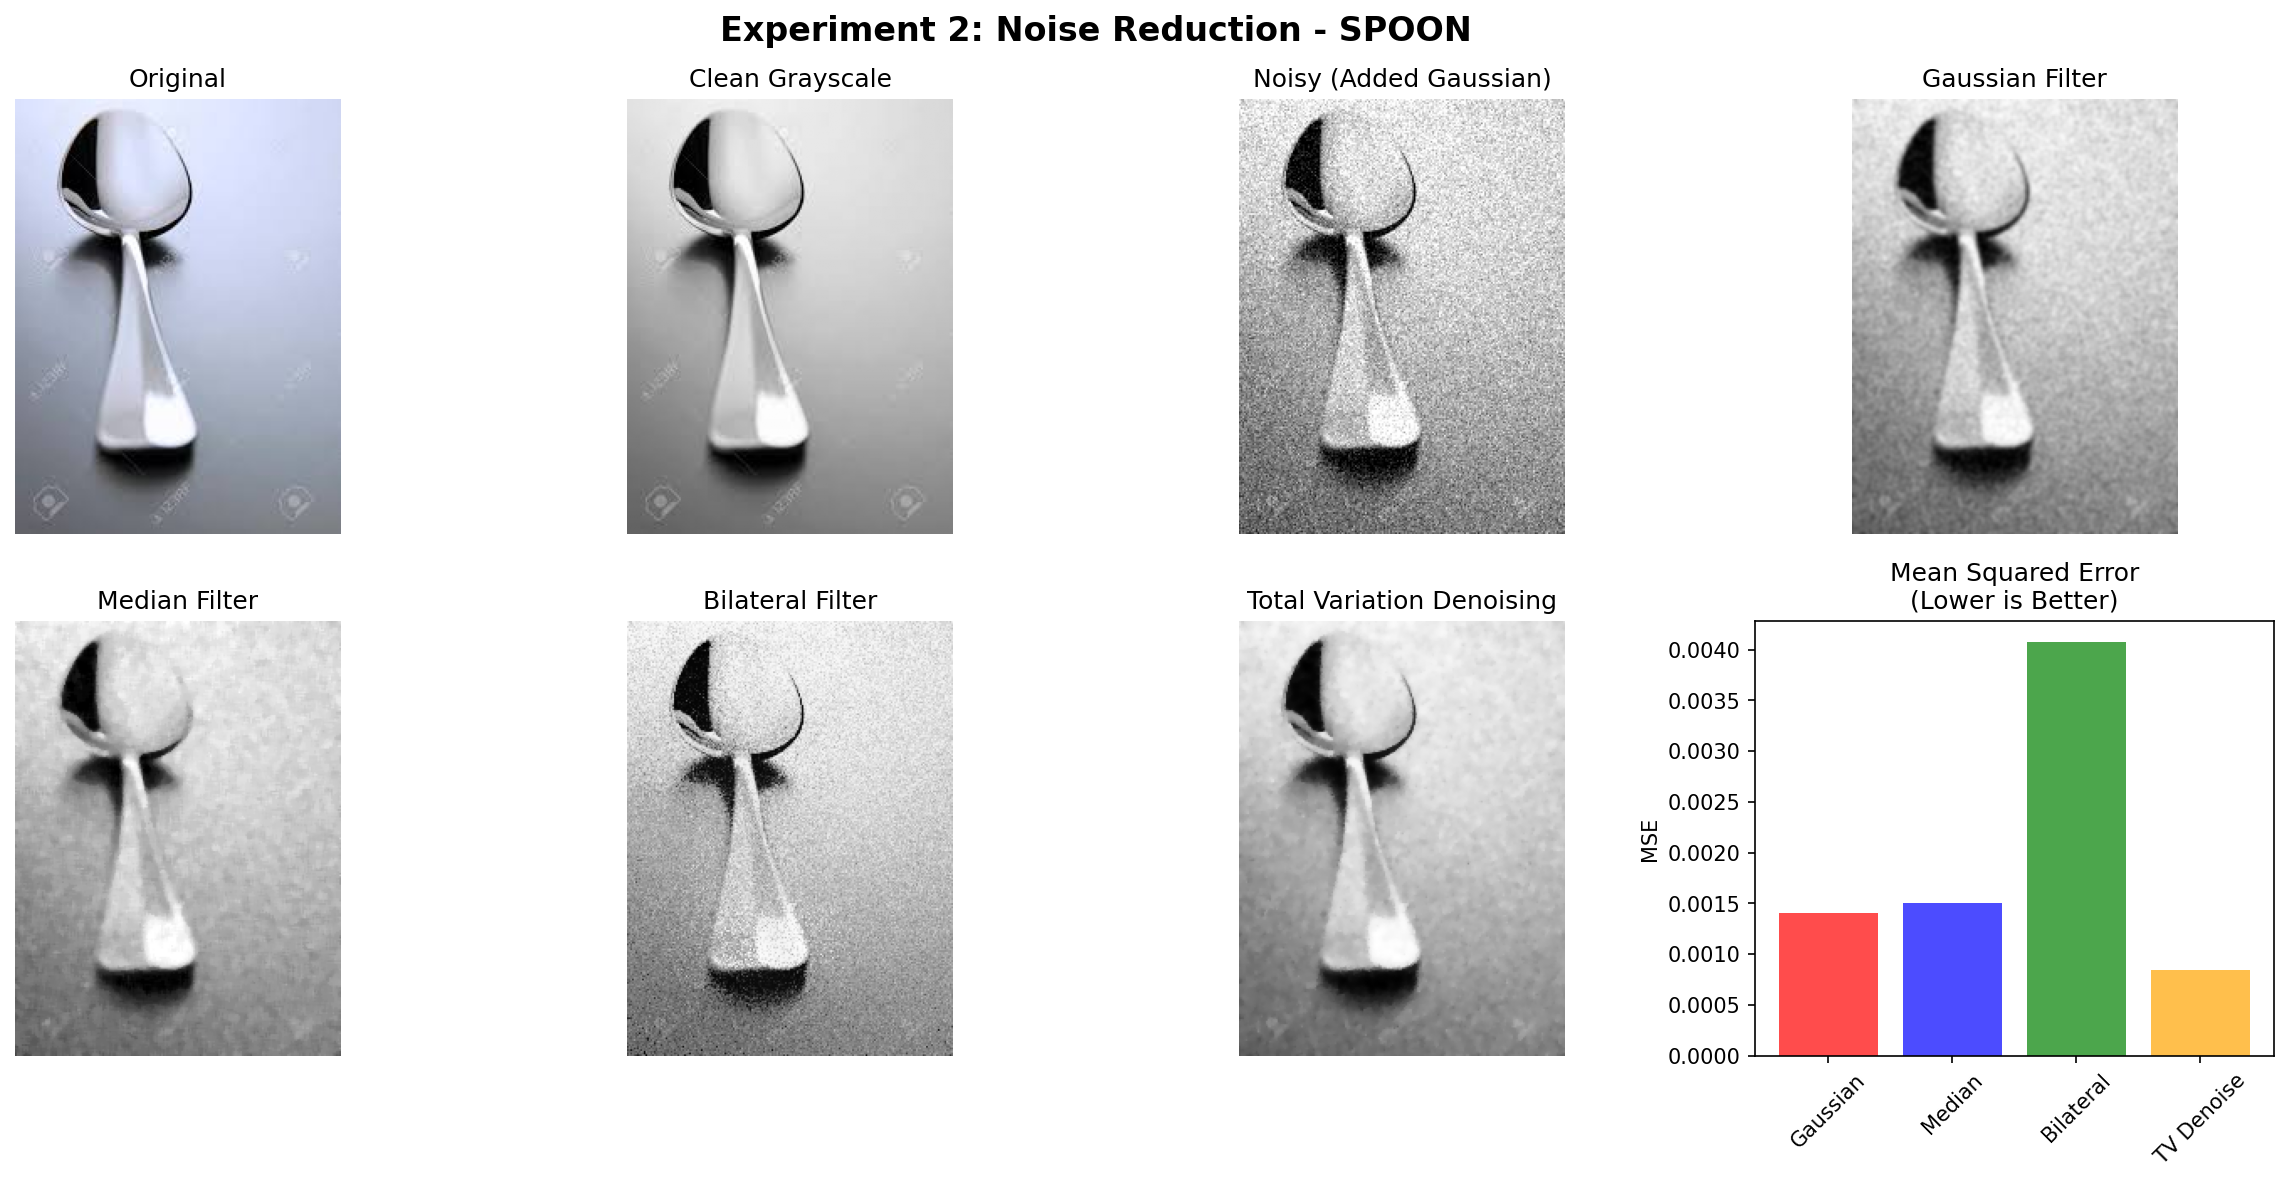 Experiment 2: Noise Reduction - SPOON
Original
Clean Grayscale
Noisy (Added Gaussian)
Gaussian Filter
Median Filter
Bilateral Filter
Total Variation Denoising
Mean Squared Error
(Lower is Better)
MSE
0.0040
0.0035
0.0030
0.0025
0.0020
0.0015
0.0010
0.0005
0.0000
Gaussian
Median
Bilateral
TV Denoise